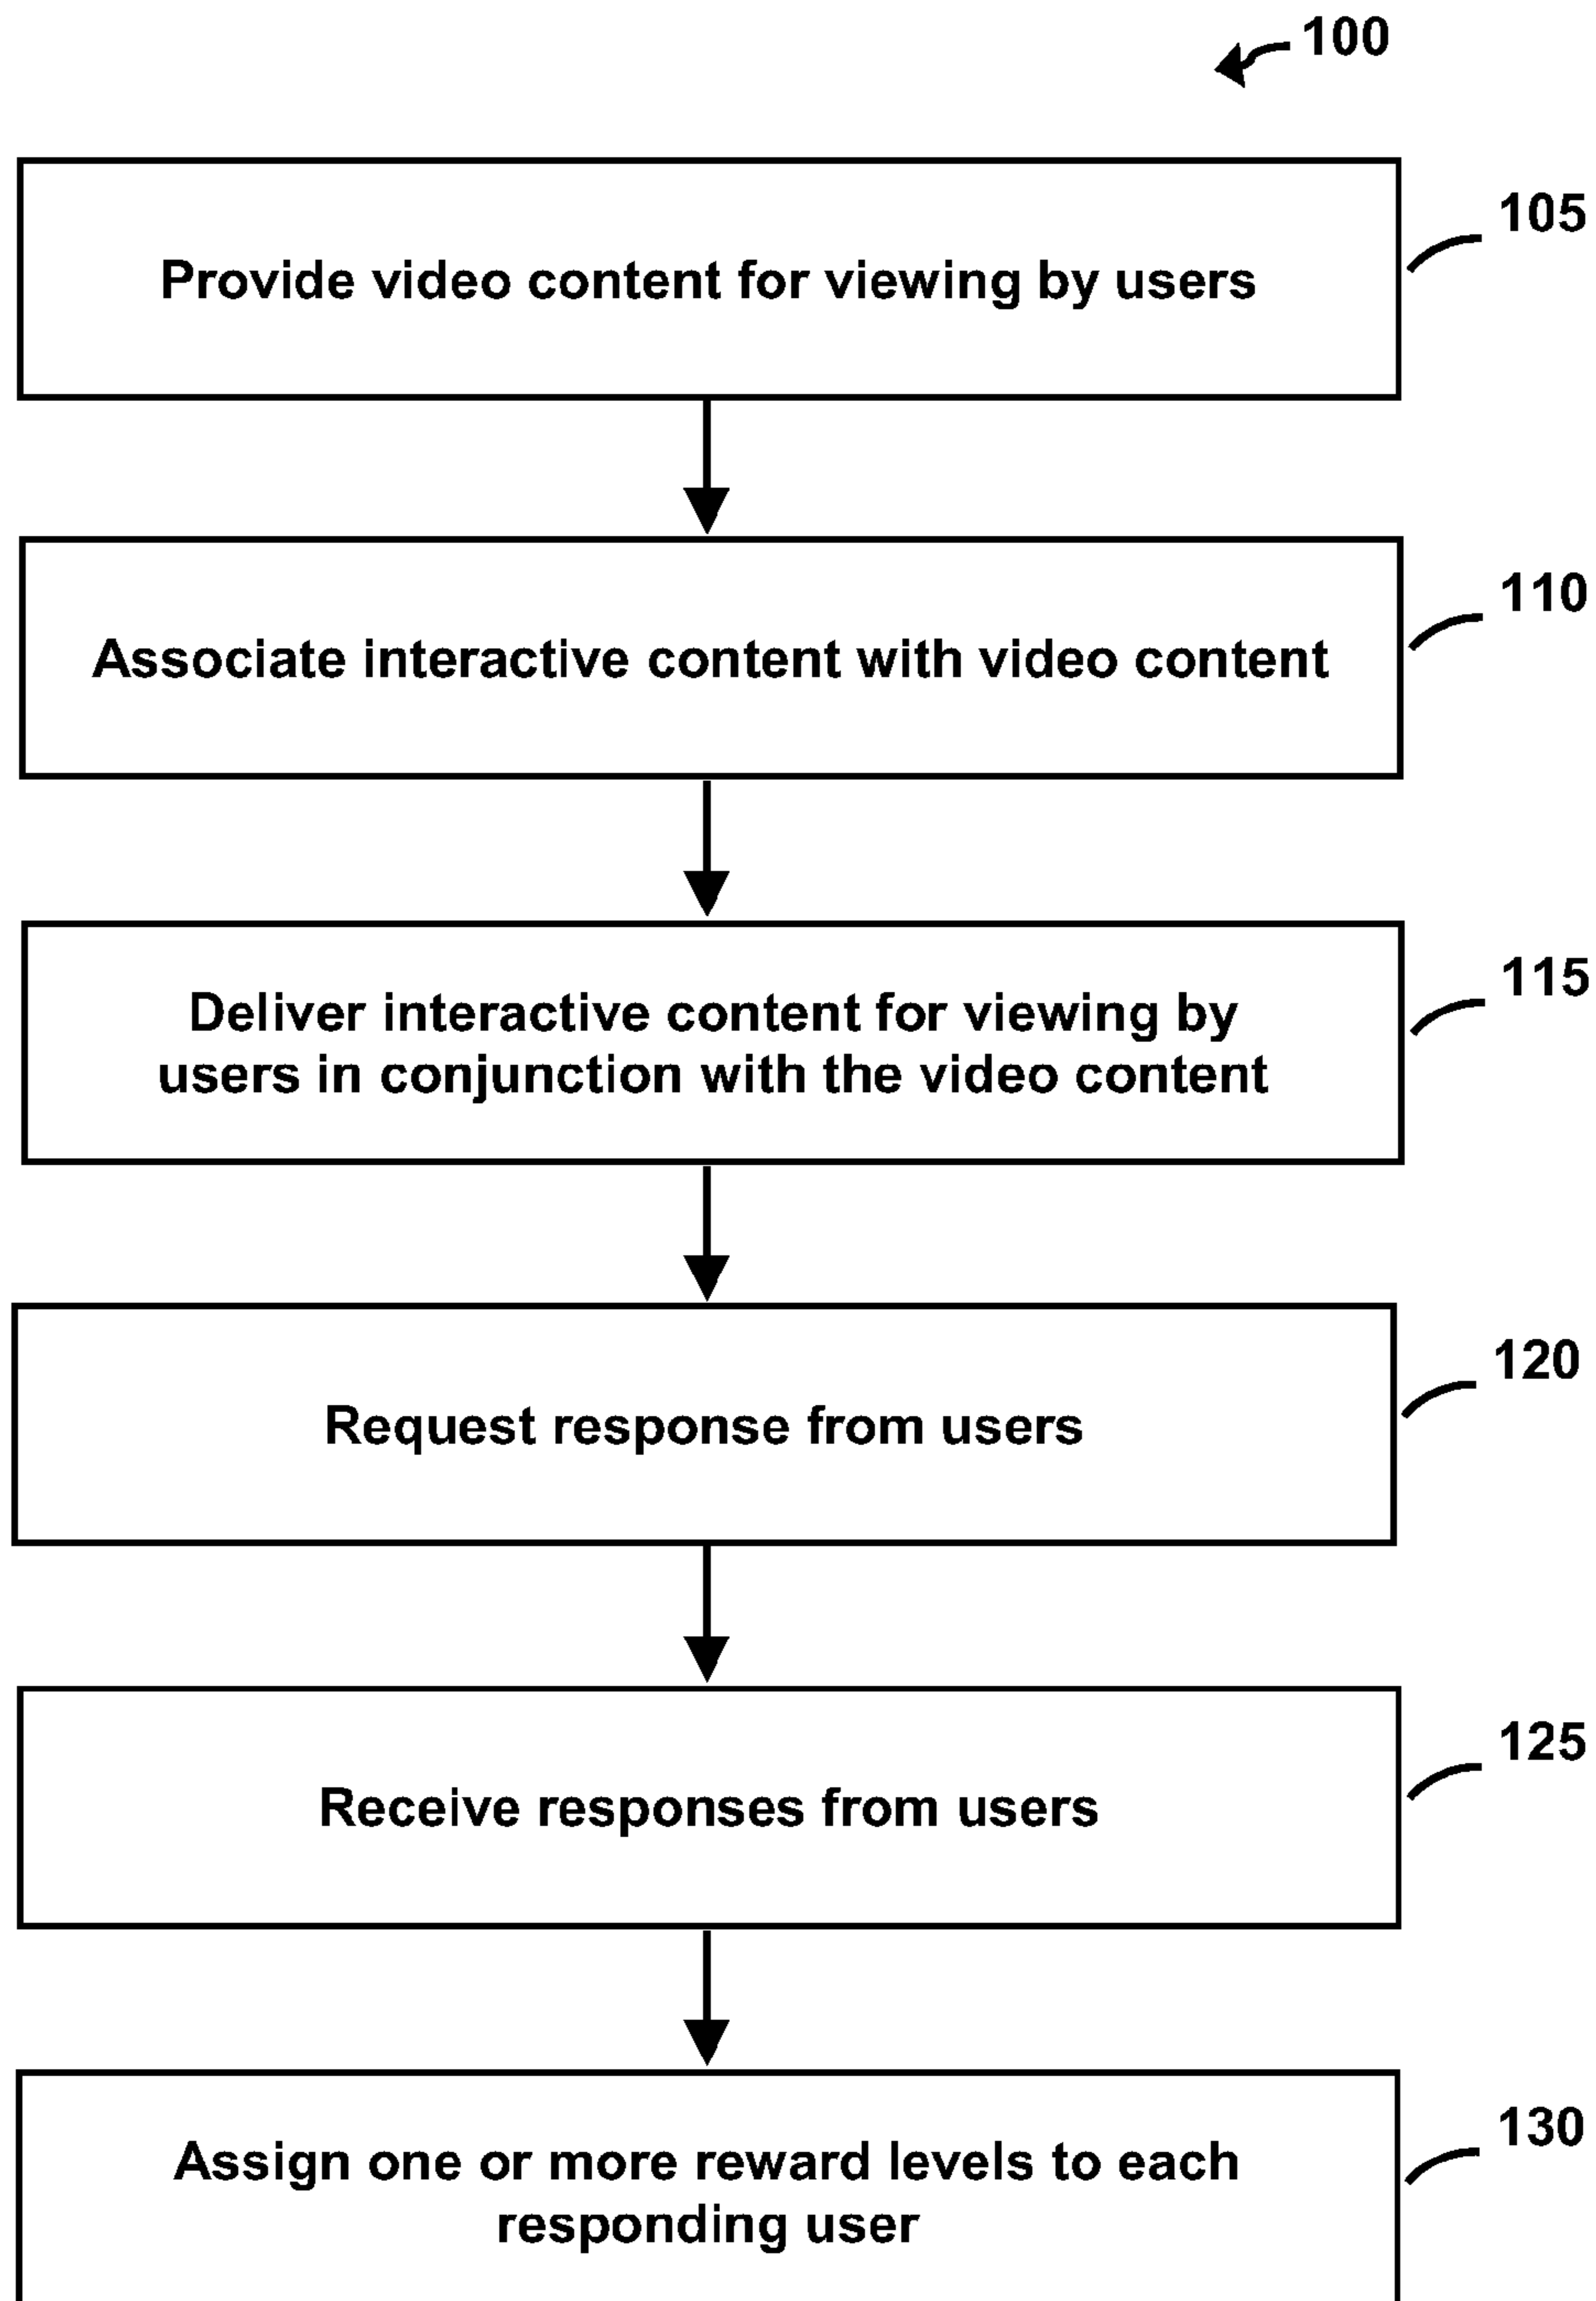 100
105
Provide video content for viewing by users
110
Associate interactive content with video content
115
Deliver interactive content for viewing by
users in conjunction with the video content
120
Request response from users
125
Receive responses from users
130
Assign one or more reward levels to each
responding user